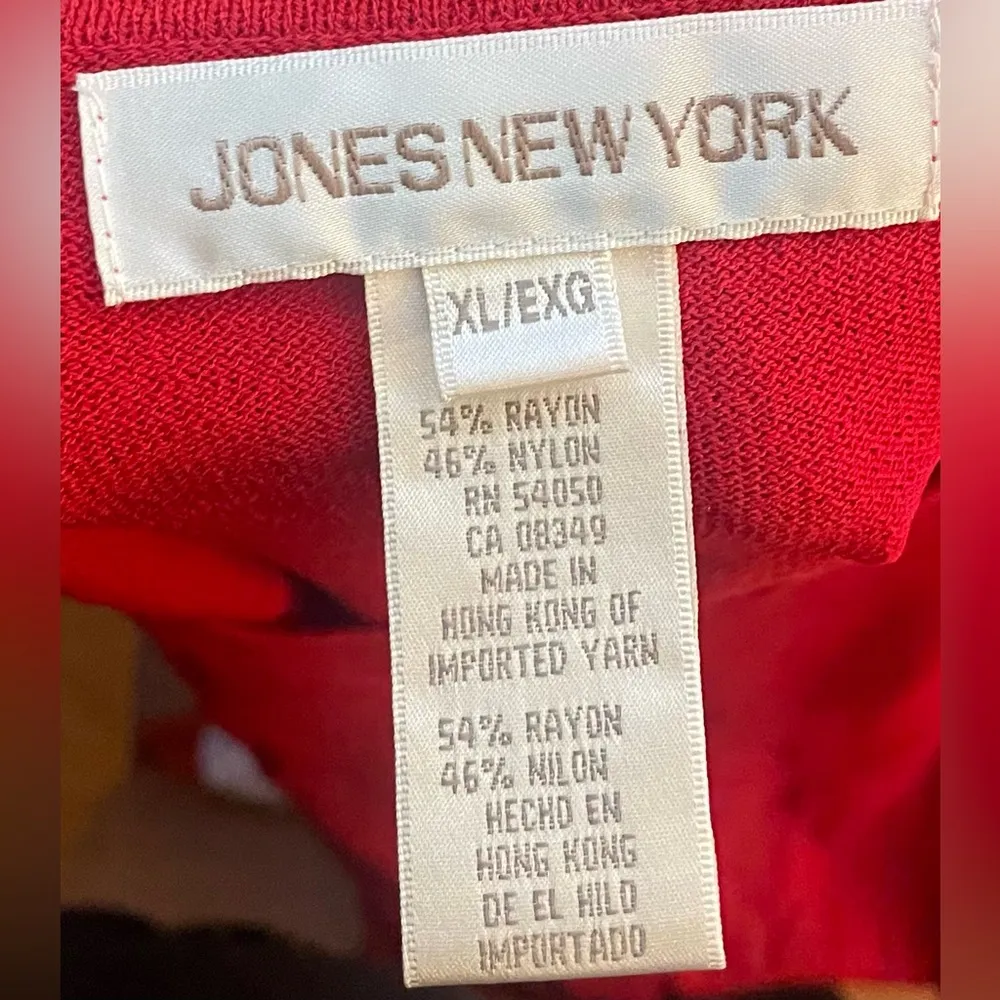 JONES NEW YORK
XL/EXG
54% RAYON
46% NYLON
RN 54050
CA 08349
MADE IN
HONG KONG OF
IMPORTED YARN
54% RAYON
46% NILON
HECHO EN
HONG KONG
DE EL HILO
IMPORTADO